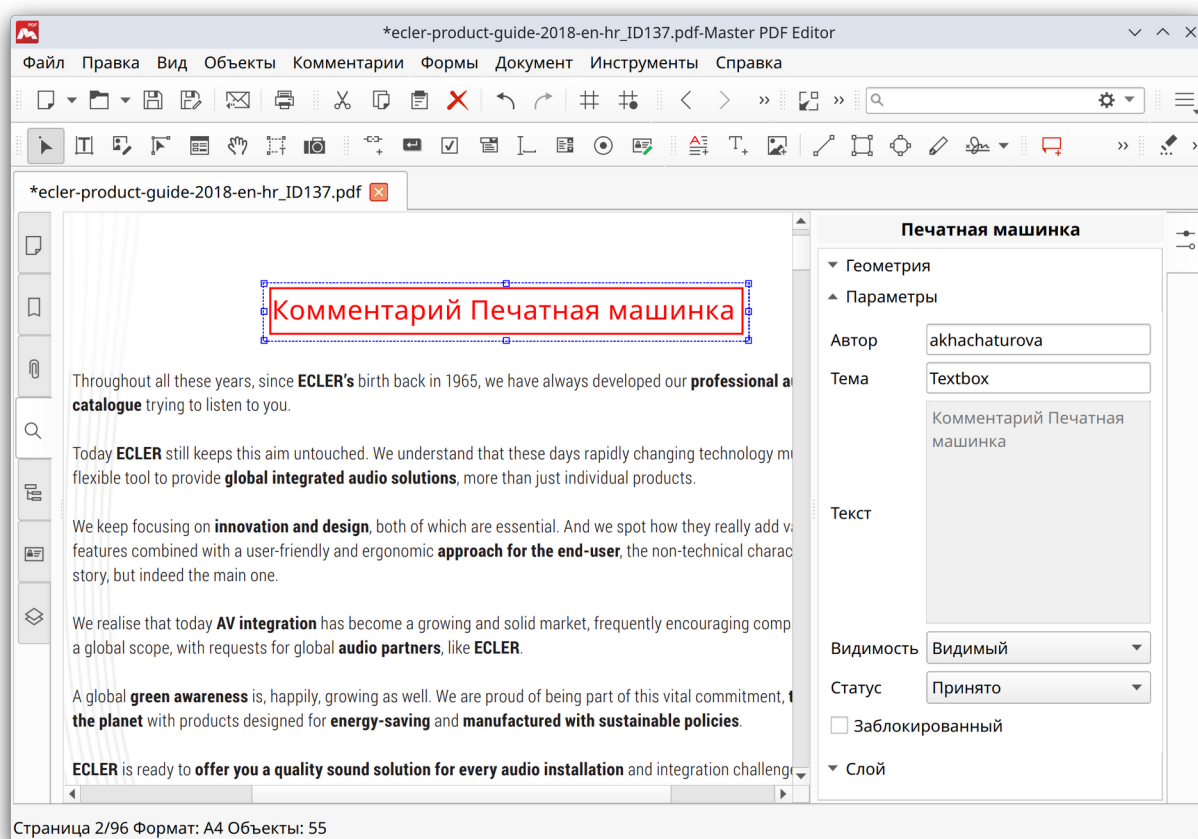 *ecler-product-guide-2018-en-hr_ID137.pdf-Master PDF Editor
Файл Правка Вид Объекты Комментарии Формы Документ Инструменты Справка
*ecler-product-guide-2018-en-hr_ID137.pdf
Комментарий Печатная машинка
Throughout all these years, since ECLER's birth back in 1965, we have always developed our professional
catalogue trying to listen to you.
Today ECLER still keeps this aim untouched. We understand that these days rapidly changing technology
flexible tool to provide global integrated audio solutions, more than just individual products.
We keep focusing on innovation and design, both of which are essential. And we spot how they really add
features combined with a user-friendly and ergonomic approach for the end-user, the non-technical
story, but indeed the main one.
We realise that today AV integration has become a growing and solid market, frequently encouraging
a global scope, with requests for global audio partners, like ECLER.
A global green awareness is, happily, growing as well. We are proud of being part of this vital commitment,
the planet with products designed for energy-saving and manufactured with sustainable policies.
ECLER is ready to offer you a quality sound solution for every audio installation and integration
Печатная машинка
Геометрия
Параметры
Автор akhachaturova
Тема Textbox
Текст Комментарий Печатная
машинка
Видимость Видимый
Статус Принято
Заблокированный
Слой
Страница 2/96 Формат: A4 Объекты: 55